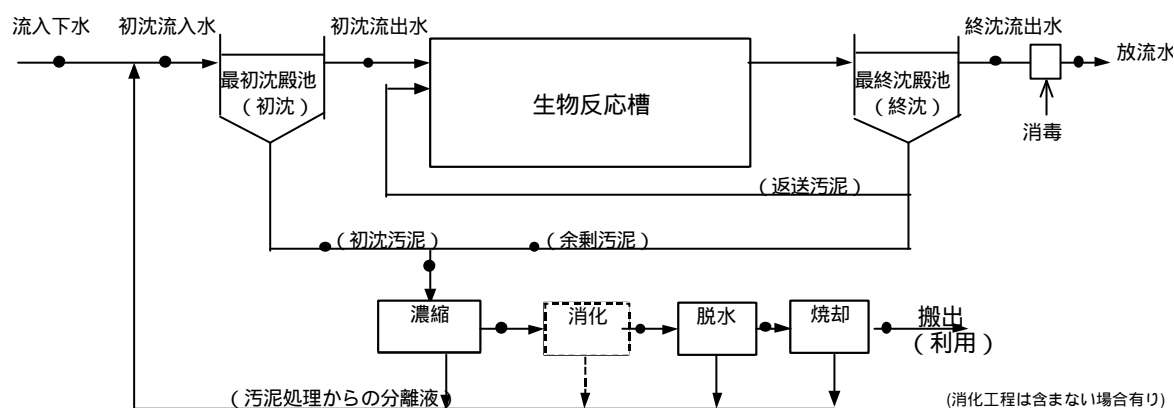 流入下水
初沈流入水
初沈流出水
終沈流出水
放流水
最初沈殿池
（初沈）
生物反応槽
最終沈殿池
（終沈）
消毒
（返送汚泥）
（初沈汚泥）
（余剰汚泥）
濃縮
消化
脱水
焼却
搬出
（利用）
（汚泥処理からの分離液）
(消化工程は含まない場合有り)